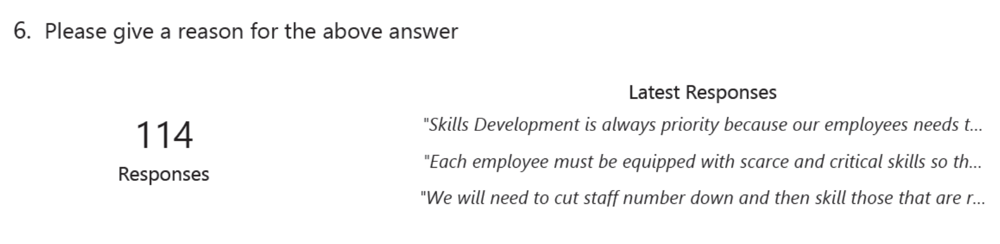 6. Please give a reason for the above answer
114
Responses
Latest Responses
"Skills Development is always priority because our employees needs t...
"Each employee must be equipped with scarce and critical skills so th...
"We will need to cut staff number down and then skill those that are r...